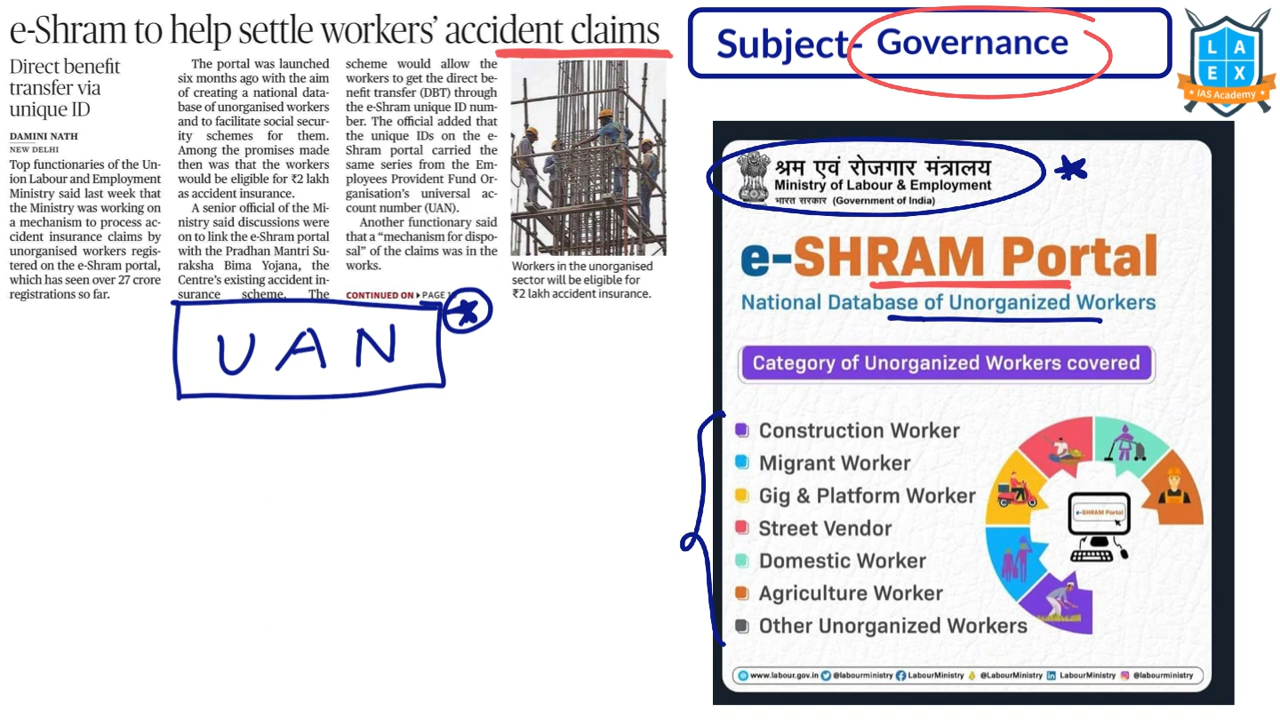 e-Shram to help settle workers' accident claims
Direct benefit
transfer via
unique ID
DAMINI NATH
NEW DELHI
Top functionaries of the Un-
ion Labour and Employment
Ministry said last week that
the Ministry was working on
a mechanism to process ac-
cident insurance claims by
unorganised workers regis-
tered on the e-Shram portal,
which has seen over 27 crore
registrations so far.
The portal was launched
six months ago with the aim
of creating a national data-
base of unorganised workers
and to facilitate social secur-
ity schemes for them.
Among the promises made
then was that the workers
would be eligible for ₹2 lakh
as accident insurance.
A senior official of the Mi-
nistry said discussions were
on to link the e-Shram portal
with the Pradhan Mantri Su-
raksha Bima Yojana, the
Centre's existing accident in-
surance scheme. The
scheme would allow the
workers to get the direct be-
nefit transfer (DBT) through
the e-Shram unique ID num-
ber. The official added that
the unique IDs on the e-
Shram portal carried the
same series from the Em-
ployees Provident Fund Or-
ganisation's universal ac-
count number (UAN).
Another functionary said
that a "mechanism for dispo-
sal" of the claims was in the
works.
CONTINUED ON ▸ PAGE
Workers in the unorganised
sector will be eligible for
₹2 lakh accident insurance.
UAN
Subject- Governance
L A
E X
IAS Academy
श्रम एवं रोजगार मंत्रालय
Ministry of Labour & Employment
भारत सरकार (Government of India)
e-SHRAM Portal
National Database of Unorganized Workers
Category of Unorganized Workers covered
Construction Worker
Migrant Worker
Gig & Platform Worker
Street Vendor
Domestic Worker
Agriculture Worker
Other Unorganized Workers
e-SHRAM Portal
www.labour.gov.in @labourministry LabourMinistry @LabourMinistry LabourMinistry @labourministry